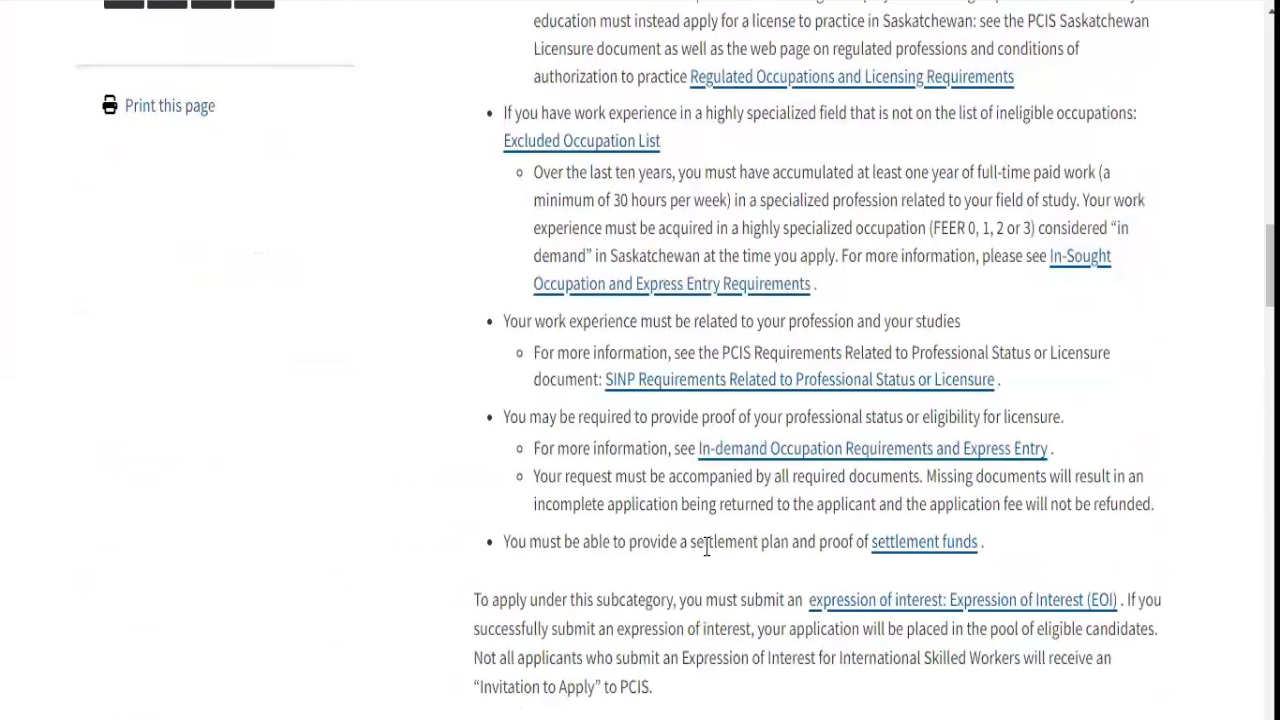 education must instead apply for a license to practice in Saskatchewan: see the PCIS Saskatchewan
Licensure document as well as the web page on regulated professions and conditions of
authorization to practice Regulated Occupations and Licensing Requirements
Print this page
• If you have work experience in a highly specialized field that is not on the list of ineligible occupations:
Excluded Occupation List
○ Over the last ten years, you must have accumulated at least one year of full-time paid work (a
minimum of 30 hours per week) in a specialized profession related to your field of study. Your work
experience must be acquired in a highly specialized occupation (FEER 0, 1, 2 or 3) considered “in
demand” in Saskatchewan at the time you apply. For more information, please see In-Sought
Occupation and Express Entry Requirements .
• Your work experience must be related to your profession and your studies
○ For more information, see the PCIS Requirements Related to Professional Status or Licensure
document: SINP Requirements Related to Professional Status or Licensure .
• You may be required to provide proof of your professional status or eligibility for licensure.
○ For more information, see In-demand Occupation Requirements and Express Entry .
○ Your request must be accompanied by all required documents. Missing documents will result in an
incomplete application being returned to the applicant and the application fee will not be refunded.
• You must be able to provide a settlement plan and proof of settlement funds .
To apply under this subcategory, you must submit an expression of interest: Expression of Interest (EOI) . If you
successfully submit an expression of interest, your application will be placed in the pool of eligible candidates.
Not all applicants who submit an Expression of Interest for International Skilled Workers will receive an
“Invitation to Apply” to PCIS.